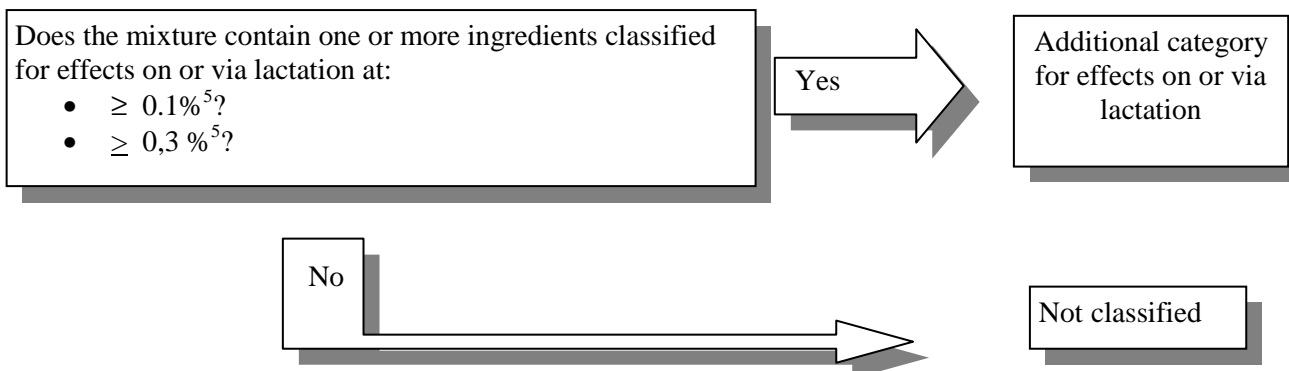 Does the mixture contain one or more ingredients classified
for effects on or via lactation at:
• ≥ 0.1%⁵?
• ≥ 0,3 %⁵?
Yes
Additional category
for effects on or via
lactation
No
Not classified